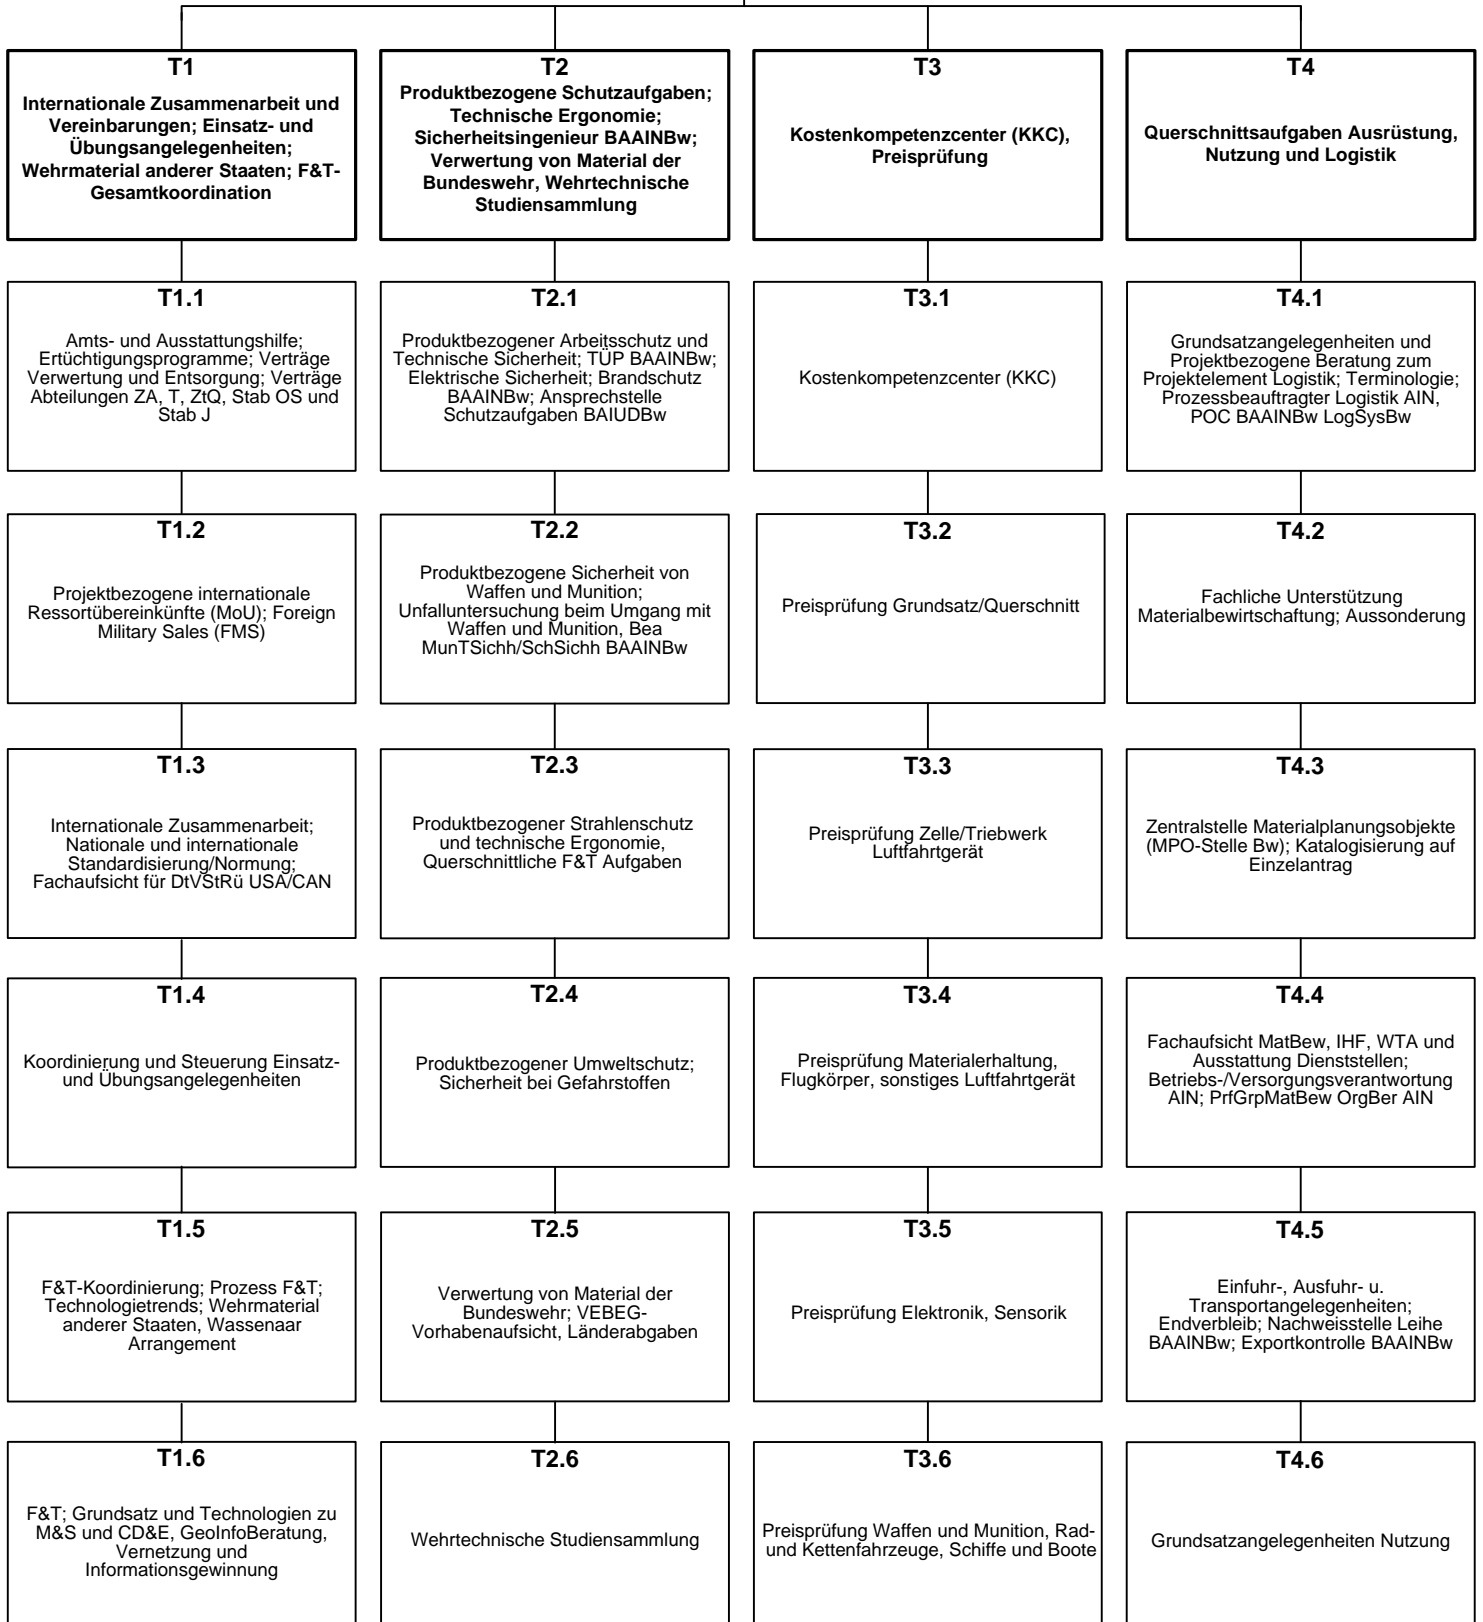 T1
Internationale Zusammenarbeit und
Vereinbarungen; Einsatz- und
Übungsangelegenheiten;
Wehrmaterial anderer Staaten; F&T-
Gesamtkoordination
T2
Produktbezogene Schutzaufgaben;
Technische Ergonomie;
Sicherheitsingenieur BAAINBw;
Verwertung von Material der
Bundeswehr, Wehrtechnische
Studiensammlung
T3
Kostenkompetenzcenter (KKC),
Preisprüfung
T4
Querschnittsaufgaben Ausrüstung,
Nutzung und Logistik
T1.1
Amts- und Ausstattungshilfe;
Ertüchtigungsprogramme; Verträge
Verwertung und Entsorgung; Verträge
Abteilungen ZA, T, ZtQ, Stab OS und
Stab J
T2.1
Produktbezogener Arbeitsschutz und
Technische Sicherheit; TÜP BAAINBw;
Elektrische Sicherheit; Brandschutz
BAAINBw; Ansprechstelle
Schutzaufgaben BAIUDBw
T3.1
Kostenkompetenzcenter (KKC)
T4.1
Grundsatzangelegenheiten und
Projektbezogene Beratung zum
Projektelement Logistik; Terminologie;
Prozessbeauftragter Logistik AIN,
POC BAAINBw LogSysBw
T1.2
Projektbezogene internationale
Ressortübereinkünfte (MoU); Foreign
Military Sales (FMS)
T2.2
Produktbezogene Sicherheit von
Waffen und Munition;
Unfalluntersuchung beim Umgang mit
Waffen und Munition, Bea
MunTSichh/SchSichh BAAINBw
T3.2
Preisprüfung Grundsatz/Querschnitt
T4.2
Fachliche Unterstützung
Materialbewirtschaftung; Aussonderung
T1.3
Internationale Zusammenarbeit;
Nationale und internationale
Standardisierung/Normung;
Fachaufsicht für DtVStRü USA/CAN
T2.3
Produktbezogener Strahlenschutz
und technische Ergonomie,
Querschnittliche F&T Aufgaben
T3.3
Preisprüfung Zelle/Triebwerk
Luftfahrtgerät
T4.3
Zentralstelle Materialplanungsobjekte
(MPO-Stelle Bw); Katalogisierung auf
Einzelantrag
T1.4
Koordinierung und Steuerung Einsatz-
und Übungsangelegenheiten
T2.4
Produktbezogener Umweltschutz;
Sicherheit bei Gefahrstoffen
T3.4
Preisprüfung Materialerhaltung,
Flugkörper, sonstiges Luftfahrtgerät
T4.4
Fachaufsicht MatBew, IHF, WTA und
Ausstattung Dienststellen;
Betriebs-/Versorgungsverantwortung
AIN; PrfGrpMatBew OrgBer AIN
T1.5
F&T-Koordinierung; Prozess F&T;
Technologietrends; Wehrmaterial
anderer Staaten, Wassenaar
Arrangement
T2.5
Verwertung von Material der
Bundeswehr; VEBEG-
Vorhabenaufsicht, Länderabgaben
T3.5
Preisprüfung Elektronik, Sensorik
T4.5
Einfuhr-, Ausfuhr- u.
Transportangelegenheiten;
Endverbleib; Nachweisstelle Leihe
BAAINBw; Exportkontrolle BAAINBw
T1.6
F&T; Grundsatz und Technologien zu
M&S und CD&E, GeoInfoBeratung,
Vernetzung und
Informationsgewinnung
T2.6
Wehrtechnische Studiensammlung
T3.6
Preisprüfung Waffen und Munition, Rad-
und Kettenfahrzeuge, Schiffe und Boote
T4.6
Grundsatzangelegenheiten Nutzung